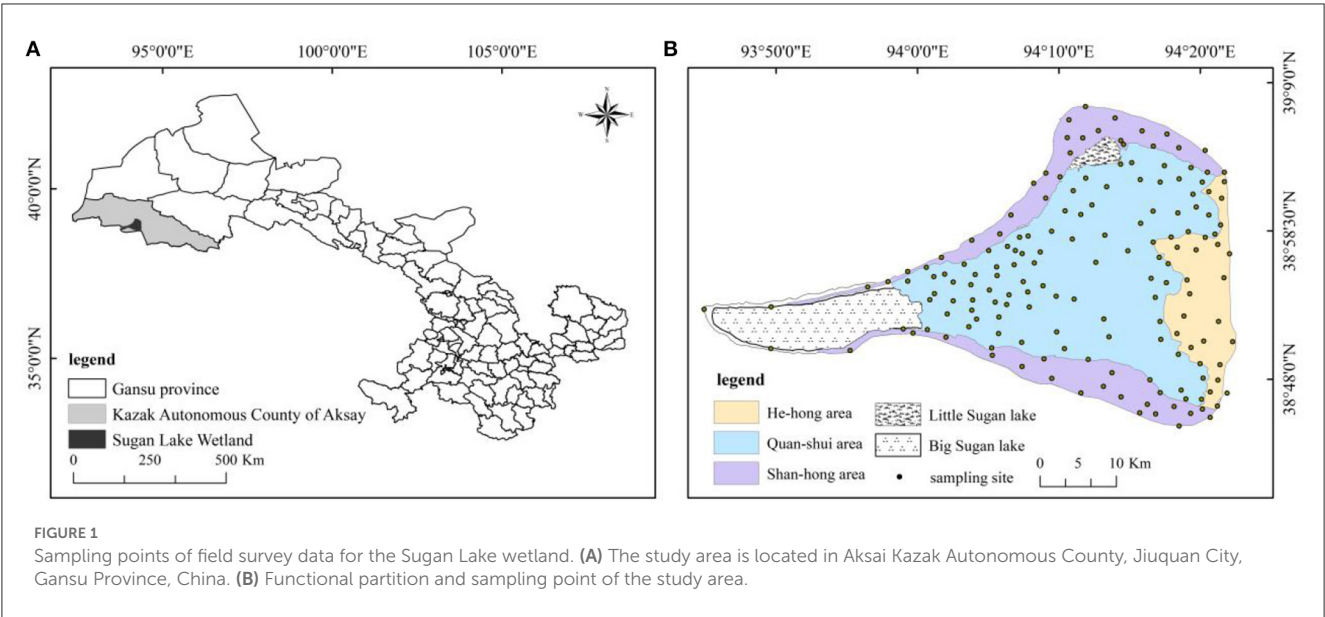 A
95°0'0"E 100°0'0"E 105°0'0"E
40°0'0"N
35°0'0"N
N
W E
S
legend
Gansu province
Kazak Autonomous County of Aksay
Sugan Lake Wetland
0 250 500 Km
B
93°50'0"E 94°0'0"E 94°10'0"E 94°20'0"E
39°9'0"N
38°58'30"N
38°48'0"N
legend
He-hong area
Quan-shui area
Shan-hong area
Little Sugan lake
Big Sugan lake
sampling site
0 5 10 Km
FIGURE 1
Sampling points of field survey data for the Sugan Lake wetland. (A) The study area is located in Aksai Kazak Autonomous County, Jiuquan City,
Gansu Province, China. (B) Functional partition and sampling point of the study area.